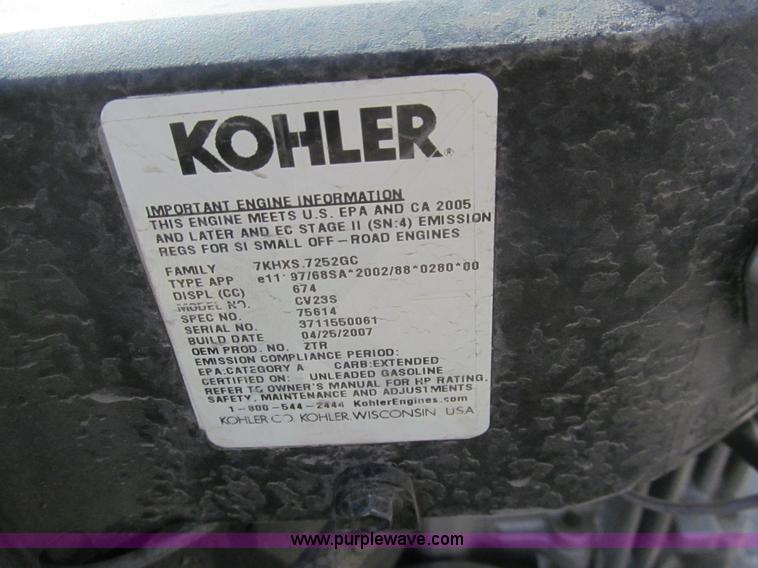 KOHLER®
IMPORTANT ENGINE INFORMATION
THIS ENGINE MEETS U.S. EPA AND CA 2005
AND LATER AND EC STAGE II (SN:4) EMISSION
REGS FOR SI SMALL OFF-ROAD ENGINES
FAMILY 7KHXS.7252GC
TYPE APP e11*97/68SA*2002/88*0280*00
DISPL (CC) 674
MODEL NO. CV23S
SPEC NO. 75614
SERIAL NO. 3711550061
BUILD DATE 04/25/2007
OEM PROD. NO. ZTR
EMISSION COMPLIANCE PERIOD:
EPA:CATEGORY A CARB:EXTENDED
CERTIFIED ON: UNLEADED GASOLINE
REFER TO OWNER'S MANUAL FOR HP RATING,
SAFETY, MAINTENANCE AND ADJUSTMENTS
1-800-544-2444 KohlerEngines.com
KOHLER CO. KOHLER, WISCONSIN USA
www.purplewave.com